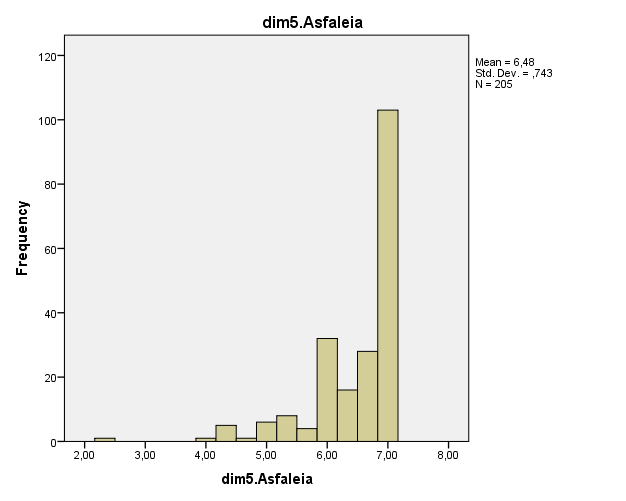 dim5.Asfaleia
Mean = 6,48
Std. Dev. = ,743
N = 205
Frequency
120
100
80
60
40
20
0
2,00 3,00 4,00 5,00 6,00 7,00 8,00
dim5.Asfaleia